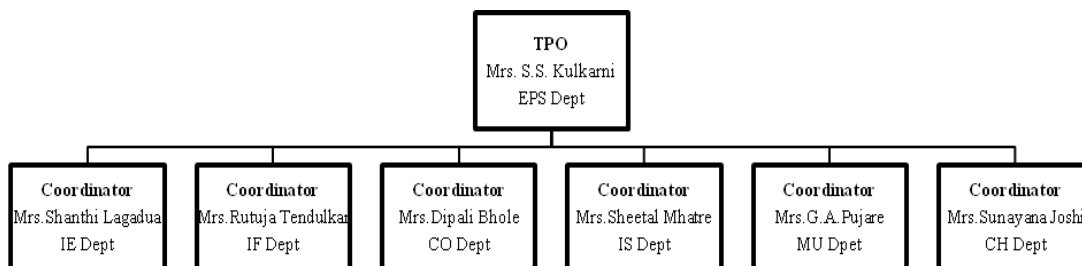 TPO
Mrs. S.S. Kulkarni
EPS Dept
Coordinator
Mrs.Shanthi Lagadua
IE Dept
Coordinator
Mrs.Rutuja Tendulkar
IF Dept
Coordinator
Mrs.Dipali Bhole
CO Dept
Coordinator
Mrs.Sheetal Mhatre
IS Dept
Coordinator
Mrs.G.A.Pujare
MU Dpet
Coordinator
Mrs.Sunayana Joshi
CH Dept